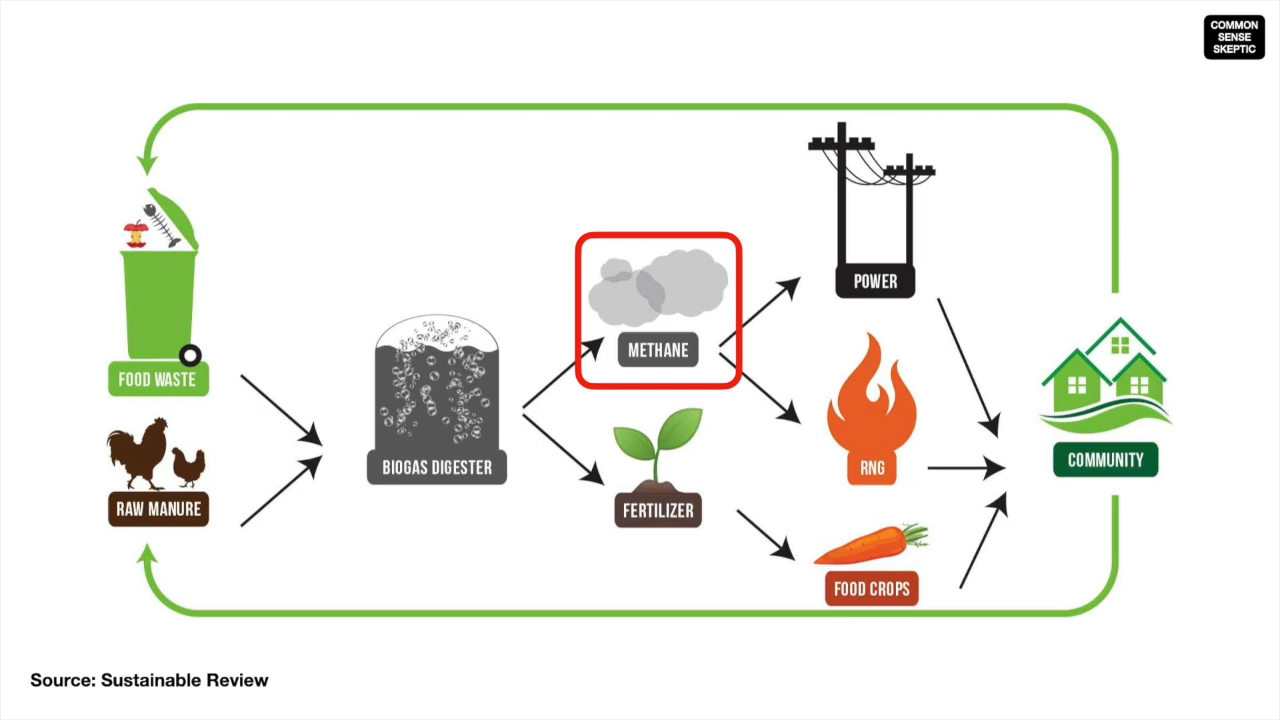 COMMON
SENSE
SKEPTIC
POWER
METHANE
FOOD WASTE
BIOGAS DIGESTER
RNG
COMMUNITY
RAW MANURE
FERTILIZER
FOOD CROPS
Source: Sustainable Review